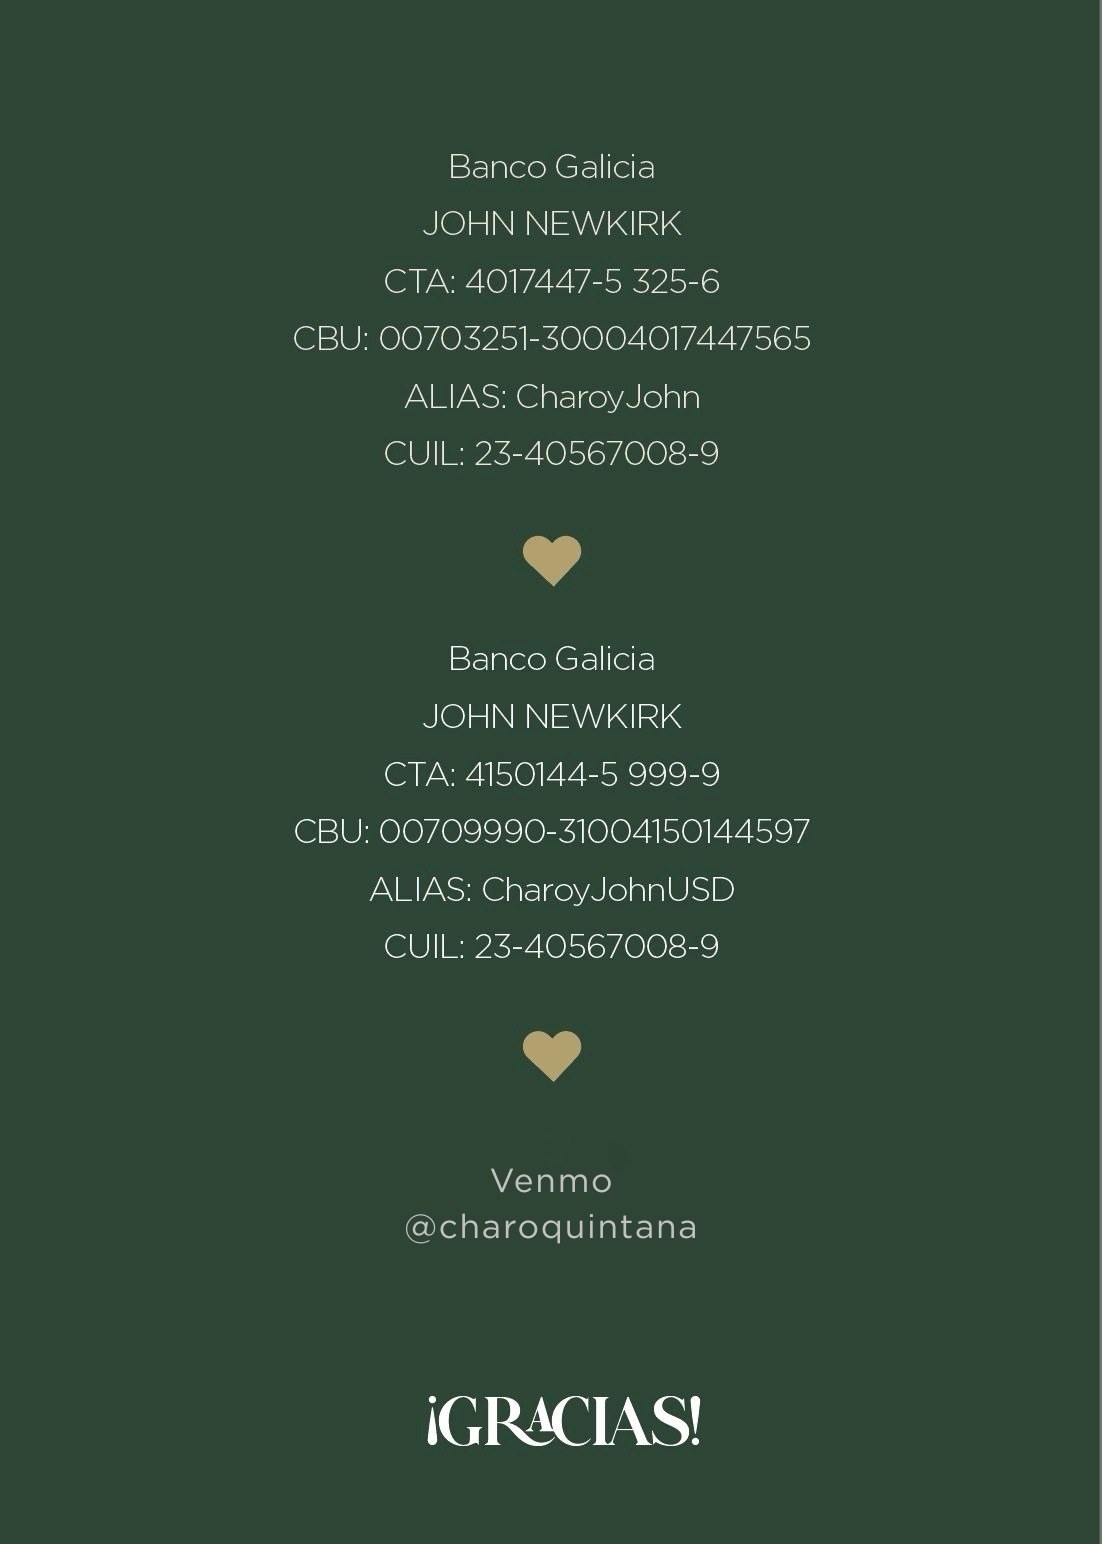 Banco Galicia
JOHN NEWKIRK
CTA: 4017447-5 325-6
CBU: 00703251-30004017447565
ALIAS: CharoyJohn
CUIL: 23-40567008-9
Banco Galicia
JOHN NEWKIRK
CTA: 4150144-5 999-9
CBU: 00709990-31004150144597
ALIAS: CharoyJohnUSD
CUIL: 23-40567008-9
Venmo
@charoquintana
¡GRACIAS!